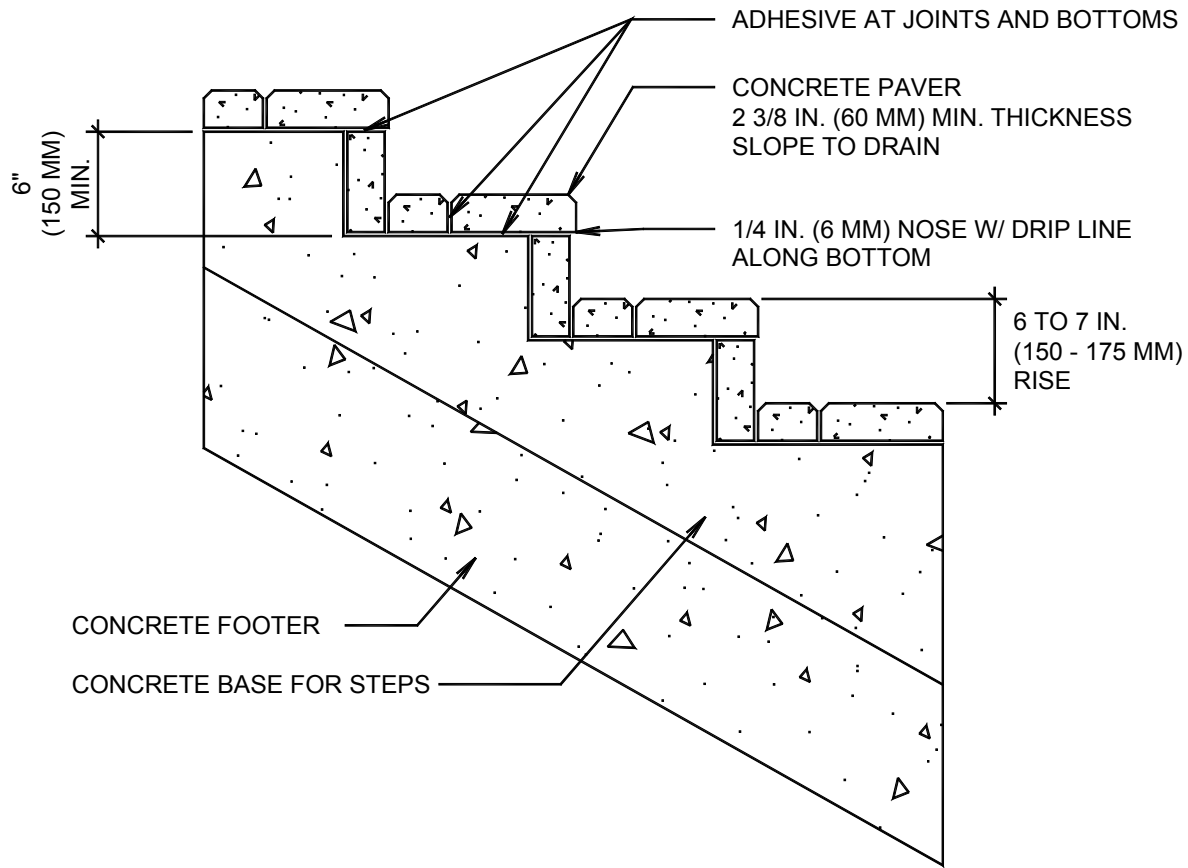 ADHESIVE AT JOINTS AND BOTTOMS
CONCRETE PAVER
2 3/8 IN. (60 MM) MIN. THICKNESS
SLOPE TO DRAIN
6"
(150 MM)
MIN.
1/4 IN. (6 MM) NOSE W/ DRIP LINE
ALONG BOTTOM
6 TO 7 IN.
(150 - 175 MM)
RISE
CONCRETE FOOTER
CONCRETE BASE FOR STEPS